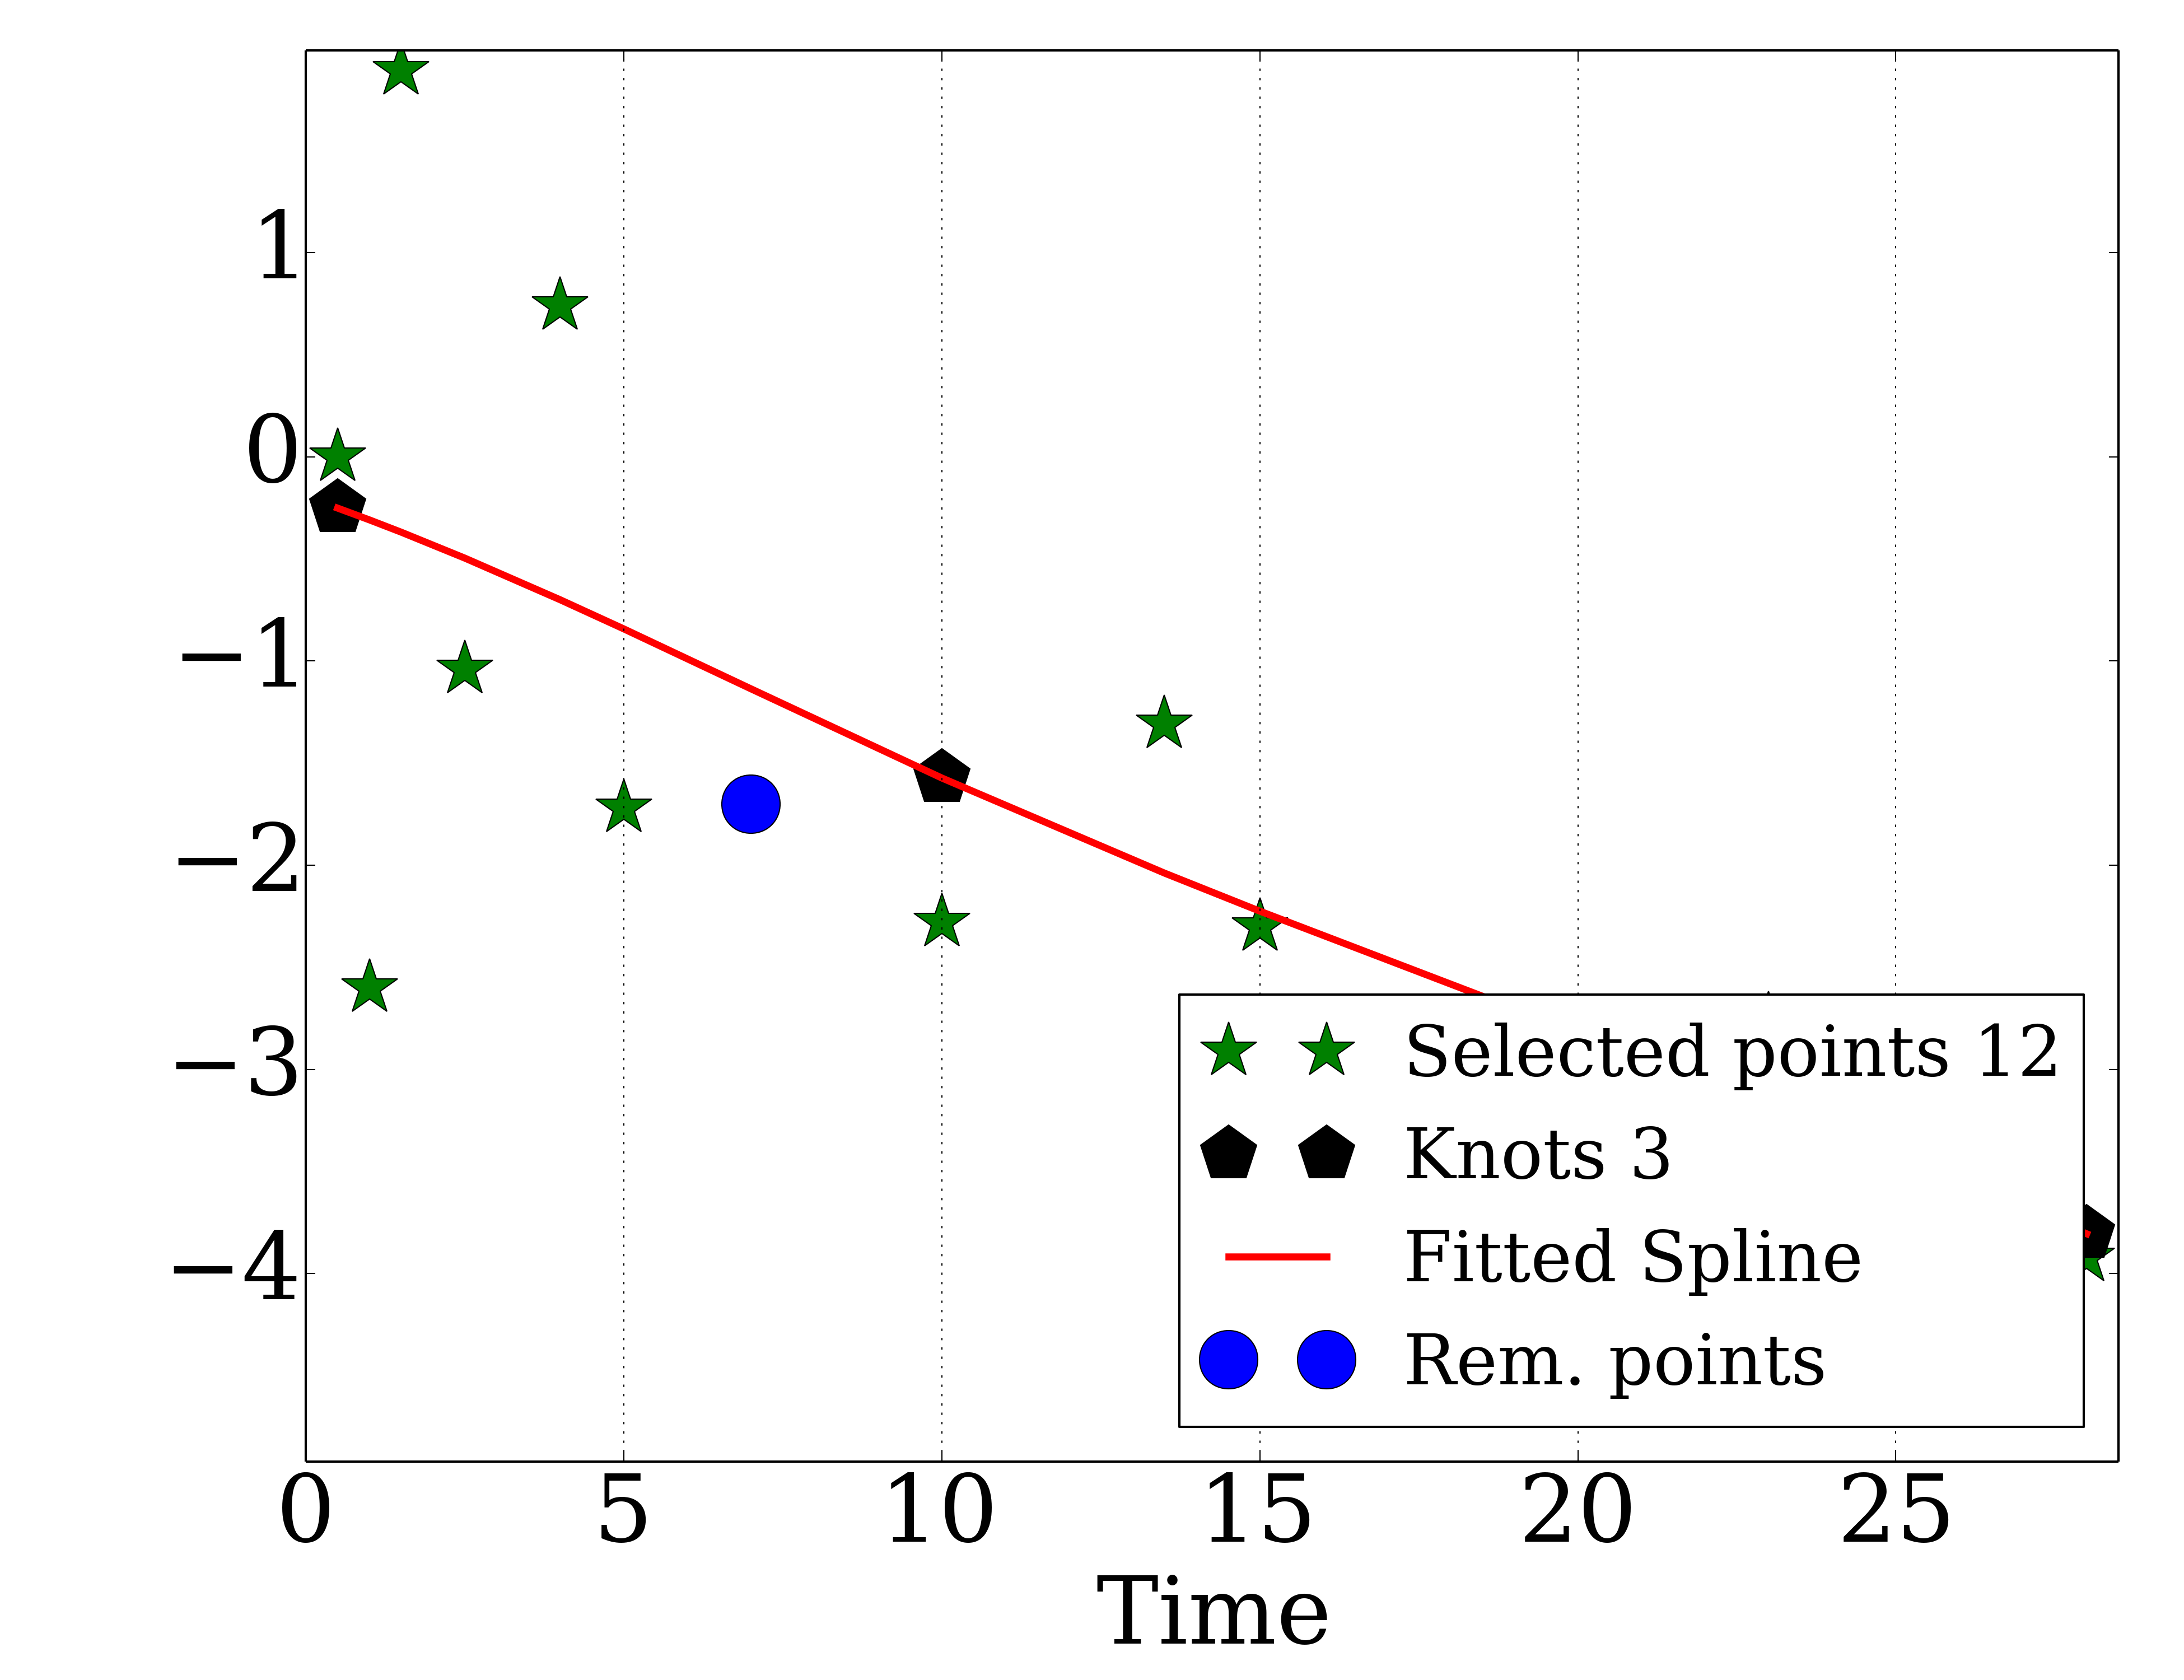 1
0
−1
−2
−3
−4
Selected points 12
Knots 3
Fitted Spline
Rem. points
0 5 10 15 20 25
Time